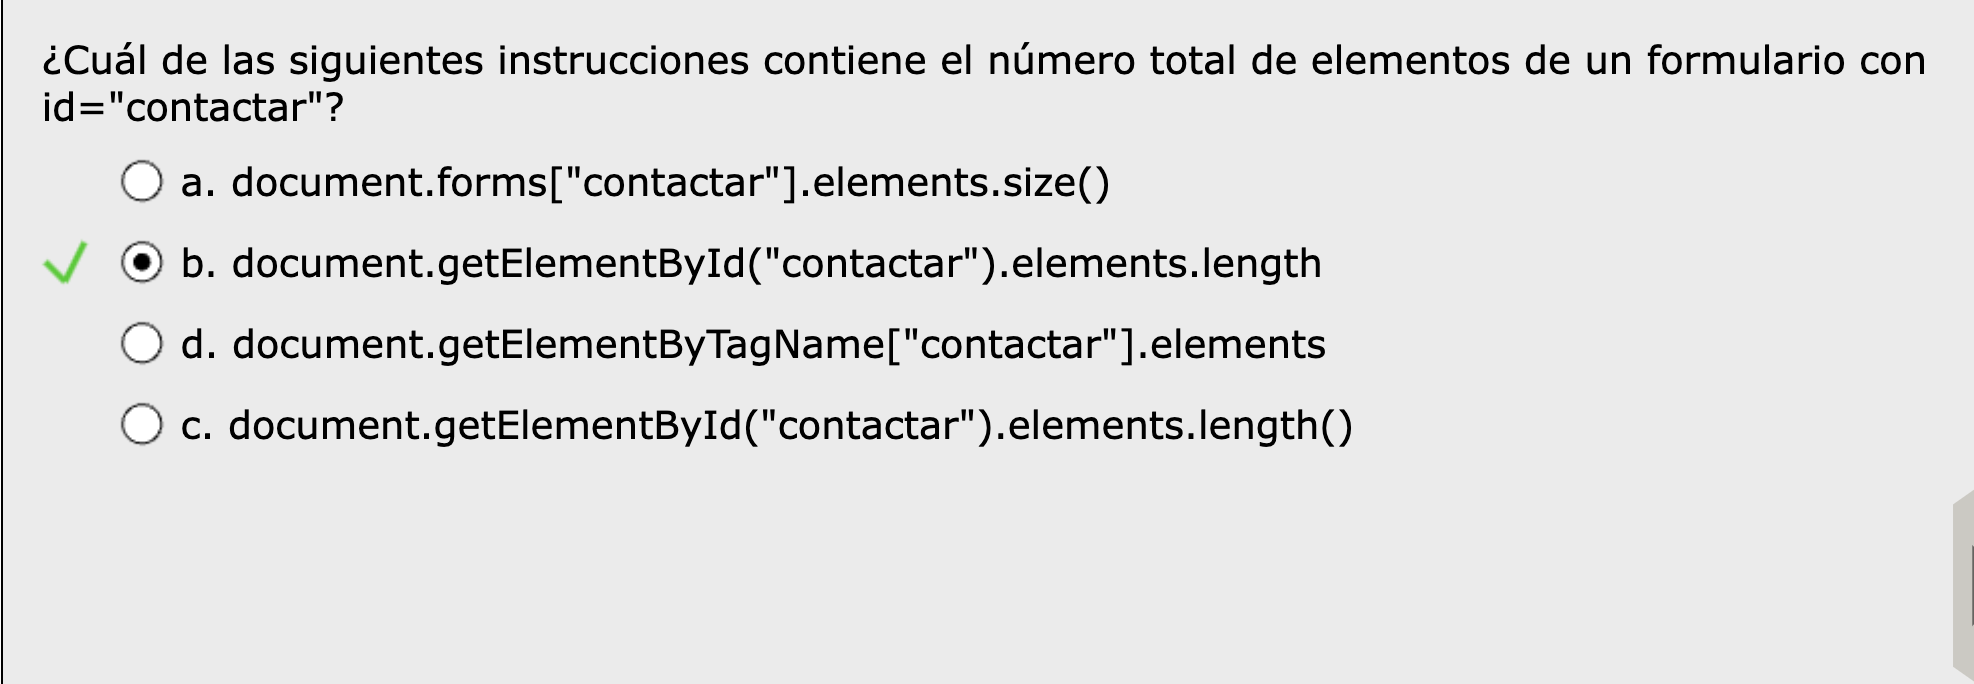 ¿Cuál de las siguientes instrucciones contiene el número total de elementos de un formulario con
id="contactar"?
a. document.forms["contactar"].elements.size()
b. document.getElementById("contactar").elements.length
d. document.getElementByTagName["contactar"].elements
c. document.getElementById("contactar").elements.length()